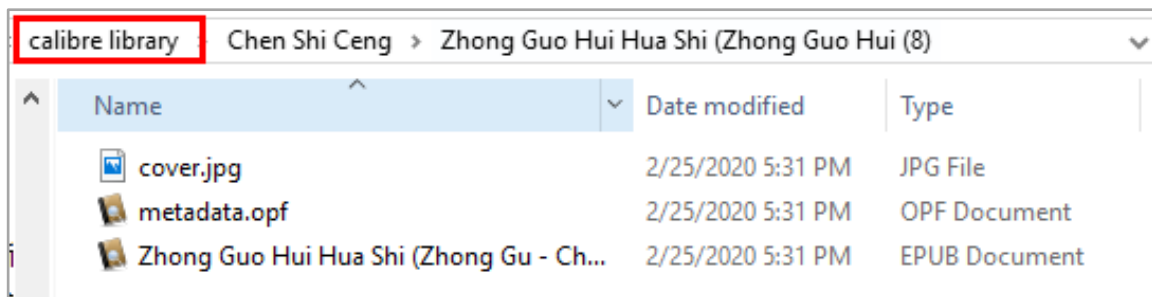 calibre library > Chen Shi Ceng > Zhong Guo Hui Hua Shi (Zhong Guo Hui (8)
Name Date modified Type
cover.jpg 2/25/2020 5:31 PM JPG File
metadata.opf 2/25/2020 5:31 PM OPF Document
Zhong Guo Hui Hua Shi (Zhong Gu - Ch... 2/25/2020 5:31 PM EPUB Document